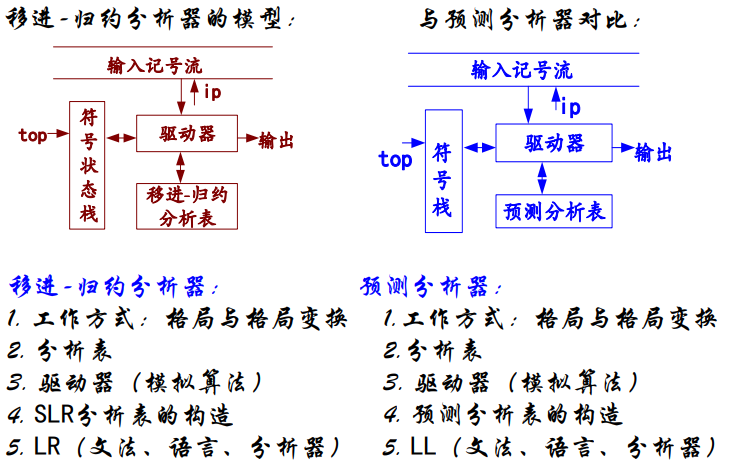 移进-归约分析器的模型：
输入记号流
ip
top
符号状态栈
驱动器
输出
移进-归约
分析表
与预测分析器对比：
输入记号流
ip
top
符号栈
驱动器
输出
预测分析表
移进-归约分析器：
1. 工作方式：格局与格局变换
2. 分析表
3. 驱动器（模拟算法）
4. SLR分析表的构造
5. LR（文法、语言、分析器）
预测分析器：
1. 工作方式：格局与格局变换
2. 分析表
3. 驱动器（模拟算法）
4. 预测分析表的构造
5. LL（文法、语言、分析器）